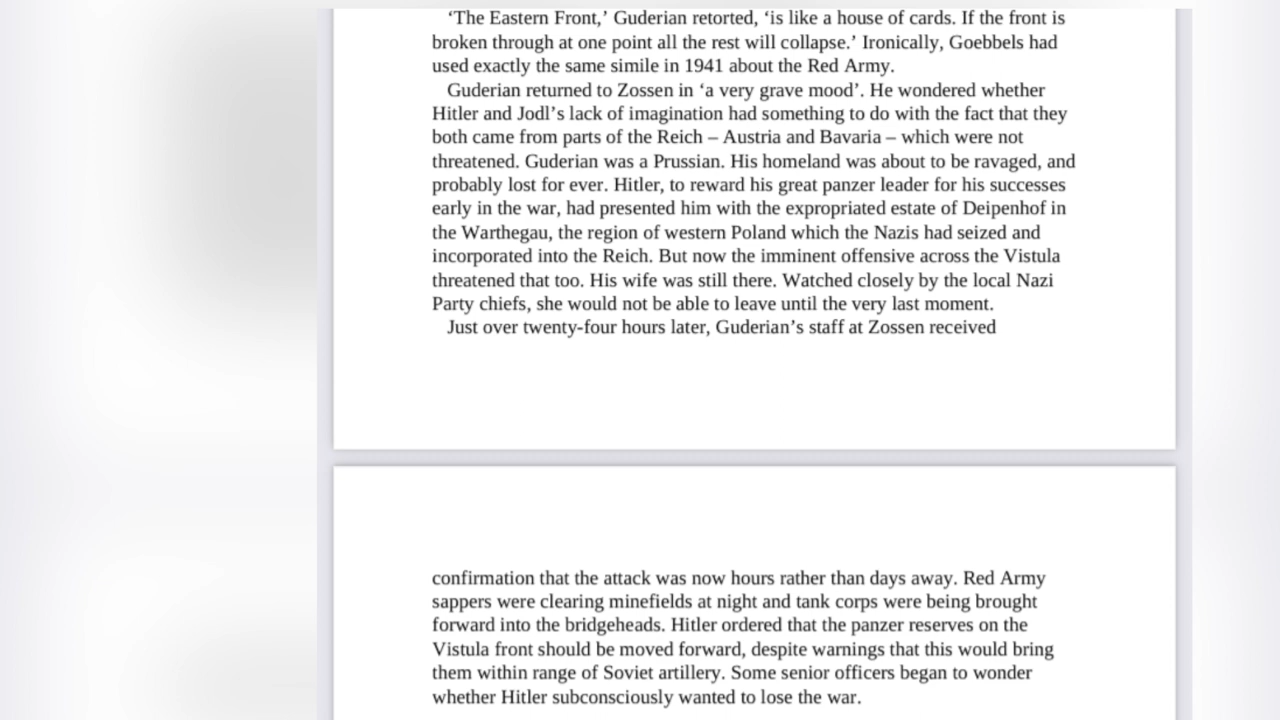 ‘The Eastern Front,’ Guderian retorted, ‘is like a house of cards. If the front is
broken through at one point all the rest will collapse.’ Ironically, Goebbels had
used exactly the same simile in 1941 about the Red Army.
Guderian returned to Zossen in ‘a very grave mood’. He wondered whether
Hitler and Jodl’s lack of imagination had something to do with the fact that they
both came from parts of the Reich – Austria and Bavaria – which were not
threatened. Guderian was a Prussian. His homeland was about to be ravaged, and
probably lost for ever. Hitler, to reward his great panzer leader for his successes
early in the war, had presented him with the expropriated estate of Deipenhof in
the Warthegau, the region of western Poland which the Nazis had seized and
incorporated into the Reich. But now the imminent offensive across the Vistula
threatened that too. His wife was still there. Watched closely by the local Nazi
Party chiefs, she would not be able to leave until the very last moment.
Just over twenty-four hours later, Guderian’s staff at Zossen received
confirmation that the attack was now hours rather than days away. Red Army
sappers were clearing minefields at night and tank corps were being brought
forward into the bridgeheads. Hitler ordered that the panzer reserves on the
Vistula front should be moved forward, despite warnings that this would bring
them within range of Soviet artillery. Some senior officers began to wonder
whether Hitler subconsciously wanted to lose the war.